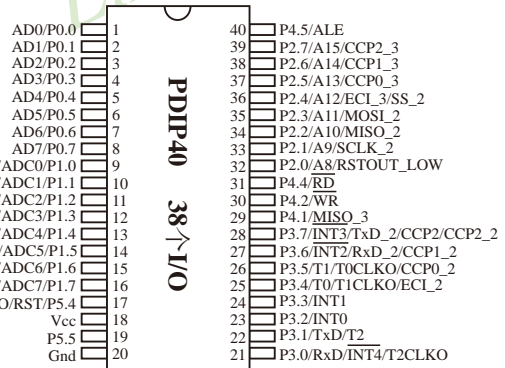 AD0/P0.0 1
AD1/P0.1 2
AD2/P0.2 3
AD3/P0.3 4
AD4/P0.4 5
AD5/P0.5 6
AD6/P0.6 7
AD7/P0.7 8
/ADC0/P1.0 9
/ADC1/P1.1 10
/ADC2/P1.2 11
/ADC3/P1.3 12
/ADC4/P1.4 13
/ADC5/P1.5 14
/ADC6/P1.6 15
/ADC7/P1.7 16
O/RST/P5.4 17
Vcc 18
P5.5 19
Gnd 20
PDIP40 38个I/O
40 P4.5/ALE
39 P2.7/A15/CCP2_3
38 P2.6/A14/CCP1_3
37 P2.5/A13/CCP0_3
36 P2.4/A12/ECI_3/SS_2
35 P2.3/A11/MOSI_2
34 P2.2/A10/MISO_2
33 P2.1/A9/SCLK_2
32 P2.0/A8/RSTOUT_LOW
31 P4.4/RD
30 P4.2/WR
29 P4.1/MISO_3
28 P3.7/INT3/TxD_2/CCP2/CCP2_2
27 P3.6/INT2/RxD_2/CCP1_2
26 P3.5/T1/T0CLKO/CCP0_2
25 P3.4/T0/T1CLKO/ECI_2
24 P3.3/INT1
23 P3.2/INT0
22 P3.1/TxD/T2
21 P3.0/RxD/INT4/T2CLKO